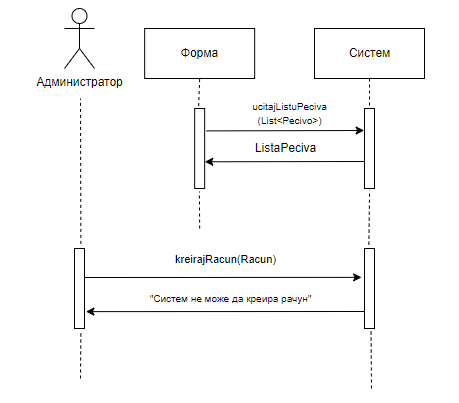 Форма
Систем
Администратор
ucitajListuPeciva
(List<Pecivo>)
ListaPeciva
kreirajRacun(Racun)
"Систем не може да креира рачун"